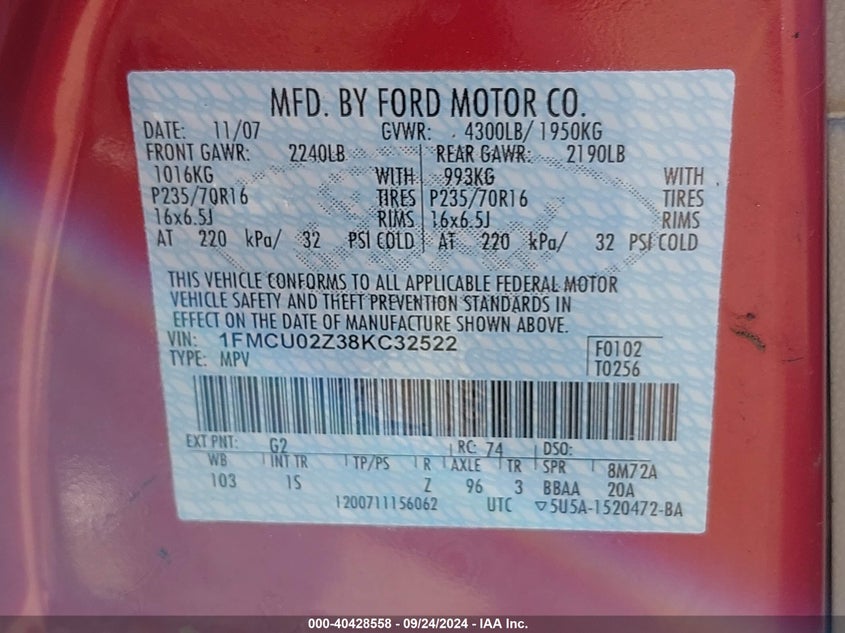 MFD. BY FORD MOTOR CO.
DATE: 11/07 GVWR: 4300LB/ 1950KG
FRONT GAWR: 2240LB REAR GAWR: 2190LB
1016KG WITH 993KG WITH
P235/70R16 TIRES P235/70R16 TIRES
16x6.5J RIMS 16x6.5J RIMS
AT 220 kPa/ 32 PSI COLD AT 220 kPa/ 32 PSI COLD
THIS VEHICLE CONFORMS TO ALL APPLICABLE FEDERAL MOTOR
VEHICLE SAFETY AND THEFT PREVENTION STANDARDS IN
EFFECT ON THE DATE OF MANUFACTURE SHOWN ABOVE.
VIN: 1FMCU02Z38KC32522 F0102
TYPE: MPV T0256
EXT PNT: G2 RC: 74 DSO:
WB INT TR TP/PS R AXLE TR SPR 8M72A
103 IS Z 96 3 BBAA 20A
1200711156062 UTC ▽5U5A-1520472-BA
000-40428558 - 09/24/2024 - IAA Inc.